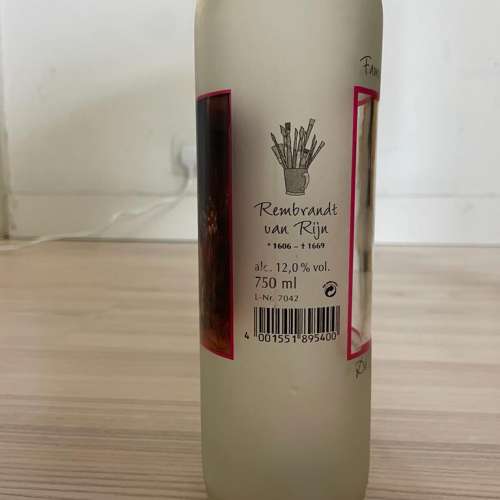 Rembrandt
van Rijn
* 1606 – † 1669
alc. 12,0 % vol.
750 ml
L-Nr. 7042
4 001551 895400